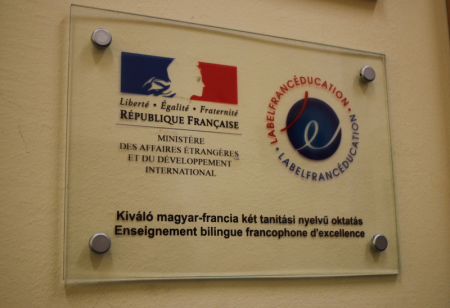 Liberté • Égalité • Fraternité
RÉPUBLIQUE FRANÇAISE
MINISTÈRE
DES AFFAIRES ÉTRANGÈRES
ET DU DÉVELOPPEMENT
INTERNATIONAL
LABELFRANCÉDUCATION
• LABELFRANCÉDUCATION •
Kiváló magyar-francia két tanítási nyelvű oktatás
Enseignement bilingue francophone d'excellence